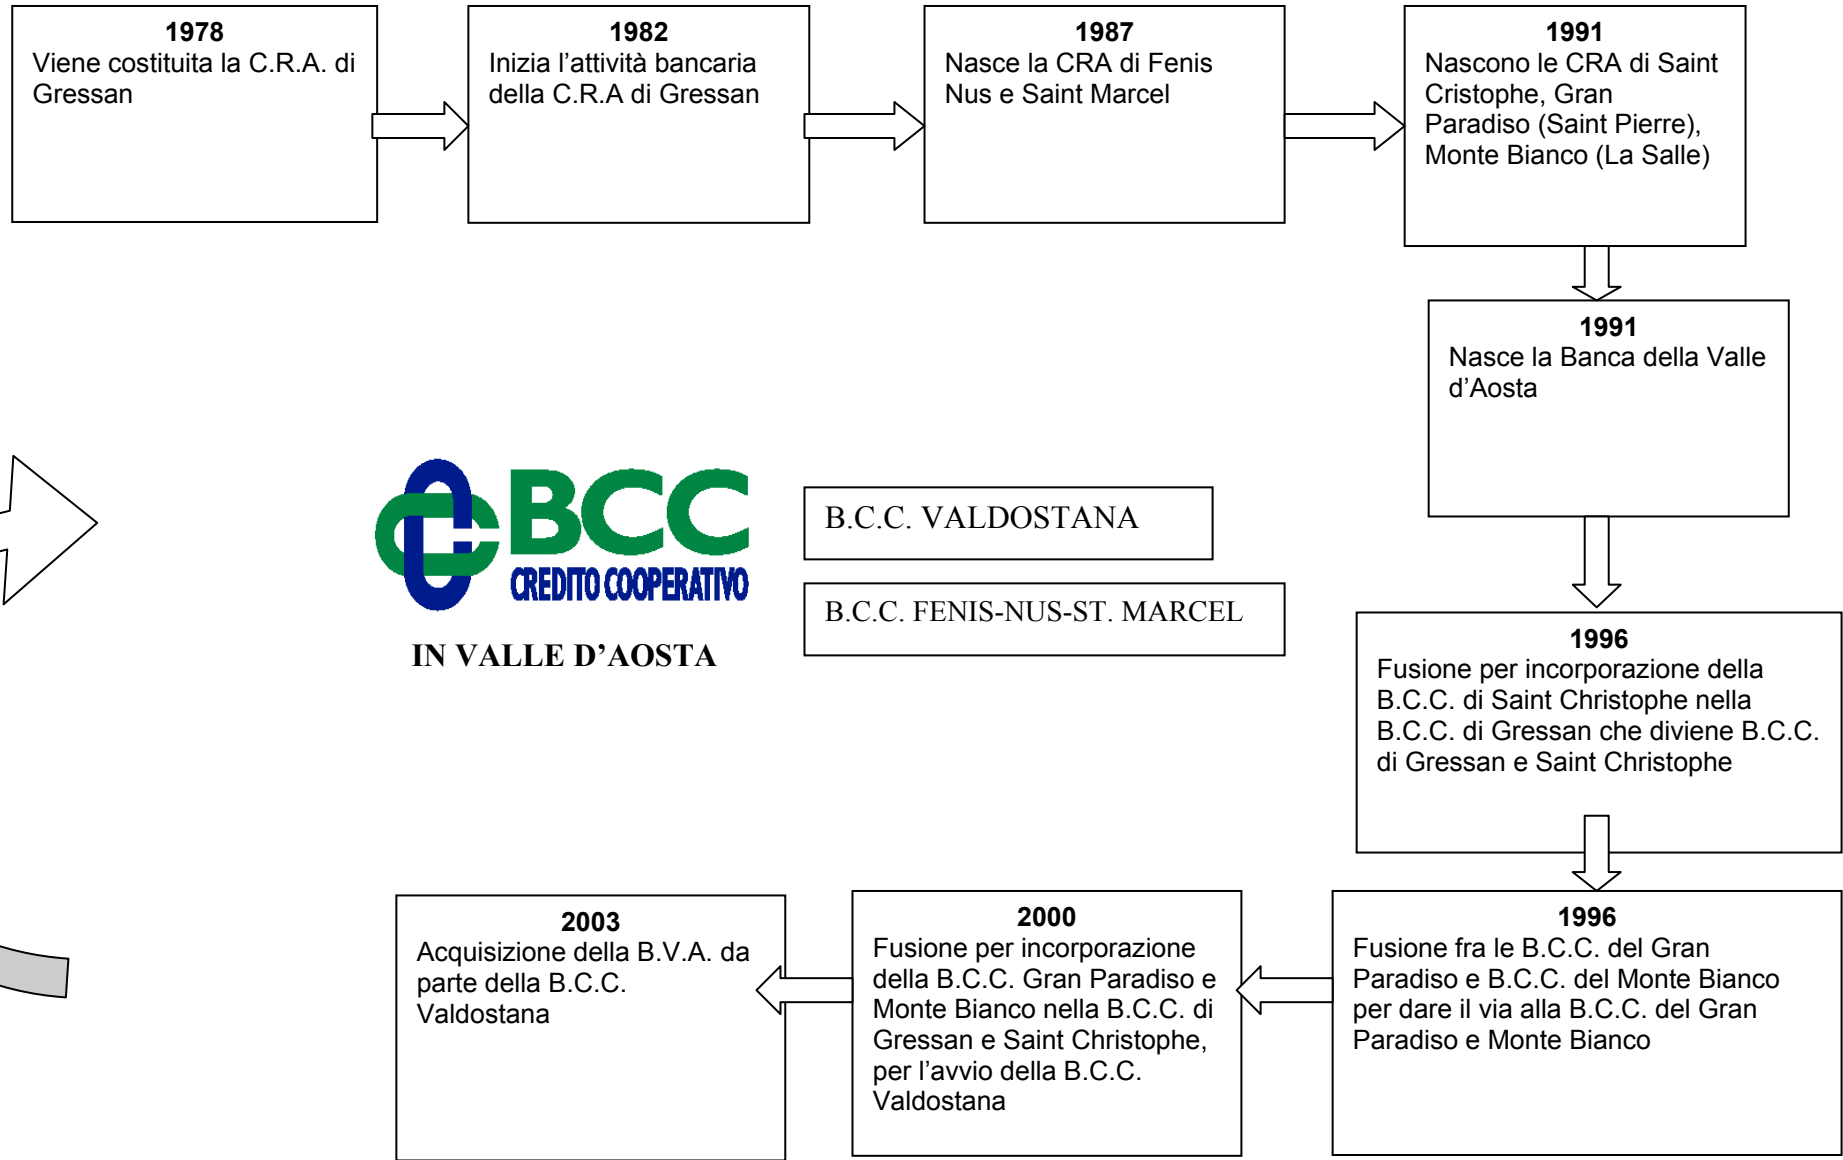 1978
Viene costituita la C.R.A. di
Gressan
1982
Inizia l'attività bancaria
della C.R.A di Gressan
1987
Nasce la CRA di Fenis
Nus e Saint Marcel
1991
Nascono le CRA di Saint
Cristophe, Gran
Paradiso (Saint Pierre),
Monte Bianco (La Salle)
1991
Nasce la Banca della Valle
d'Aosta
BCC
CREDITO COOPERATIVO
IN VALLE D'AOSTA
B.C.C. VALDOSTANA
B.C.C. FENIS-NUS-ST. MARCEL
1996
Fusione per incorporazione della
B.C.C. di Saint Christophe nella
B.C.C. di Gressan che diviene B.C.C.
di Gressan e Saint Christophe
1996
Fusione fra le B.C.C. del Gran
Paradiso e B.C.C. del Monte Bianco
per dare il via alla B.C.C. del Gran
Paradiso e Monte Bianco
2000
Fusione per incorporazione
della B.C.C. Gran Paradiso e
Monte Bianco nella B.C.C. di
Gressan e Saint Christophe,
per l'avvio della B.C.C.
Valdostana
2003
Acquisizione della B.V.A. da
parte della B.C.C.
Valdostana